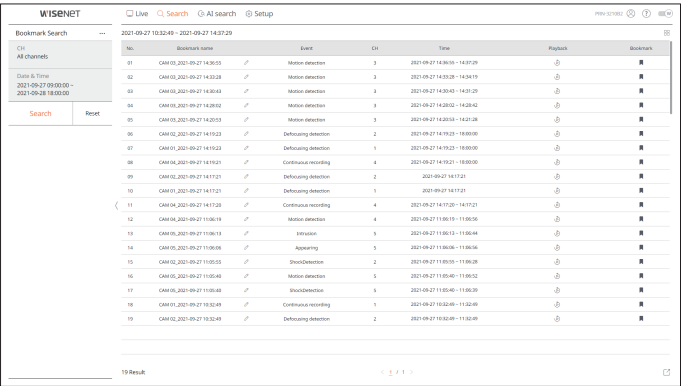 WISENET
Live Search AI search Setup PRN-3210B2
Bookmark Search ...
2021-09-27 10:32:49 ~ 2021-09-27 14:37:29
CH
All channels
Date & Time
2021-09-27 09:00:00 ~
2021-09-28 18:00:00
Search Reset
No. Bookmark name Event CH Time Playback Bookmark
01 CAM 03_2021-09-27 14:36:55 Motion detection 3 2021-09-27 14:36:55 ~ 14:37:29
02 CAM 03_2021-09-27 14:33:28 Motion detection 3 2021-09-27 14:33:28 ~ 14:34:19
03 CAM 03_2021-09-27 14:30:43 Motion detection 3 2021-09-27 14:30:43 ~ 14:31:29
04 CAM 03_2021-09-27 14:28:02 Motion detection 3 2021-09-27 14:28:02 ~ 14:28:42
05 CAM 03_2021-09-27 14:20:53 Motion detection 3 2021-09-27 14:20:53 ~ 14:21:28
06 CAM 02_2021-09-27 14:19:23 Defocusing detection 2 2021-09-27 14:19:23 ~ 18:00:00
07 CAM 01_2021-09-27 14:19:23 Defocusing detection 1 2021-09-27 14:19:23 ~ 18:00:00
08 CAM 04_2021-09-27 14:19:21 Continuous recording 4 2021-09-27 14:19:21 ~ 18:00:00
09 CAM 02_2021-09-27 14:17:21 Defocusing detection 2 2021-09-27 14:17:21
10 CAM 01_2021-09-27 14:17:21 Defocusing detection 1 2021-09-27 14:17:21
11 CAM 04_2021-09-27 14:17:20 Continuous recording 4 2021-09-27 14:17:20 ~ 14:17:21
12 CAM 04_2021-09-27 11:06:19 Motion detection 4 2021-09-27 11:06:19 ~ 11:06:56
13 CAM 05_2021-09-27 11:06:13 Intrusion 5 2021-09-27 11:06:13 ~ 11:06:44
14 CAM 05_2021-09-27 11:06:06 Appearing 5 2021-09-27 11:06:06 ~ 11:06:56
15 CAM 02_2021-09-27 11:05:55 ShockDetection 2 2021-09-27 11:05:55 ~ 11:06:28
16 CAM 05_2021-09-27 11:05:40 Motion detection 5 2021-09-27 11:05:40 ~ 11:06:52
17 CAM 05_2021-09-27 11:05:40 ShockDetection 5 2021-09-27 11:05:40 ~ 11:06:39
18 CAM 01_2021-09-27 10:32:49 Continuous recording 1 2021-09-27 10:32:49 ~ 11:32:49
19 CAM 02_2021-09-27 10:32:49 Defocusing detection 2 2021-09-27 10:32:49 ~ 11:32:49
19 Result < 1 / 1 >